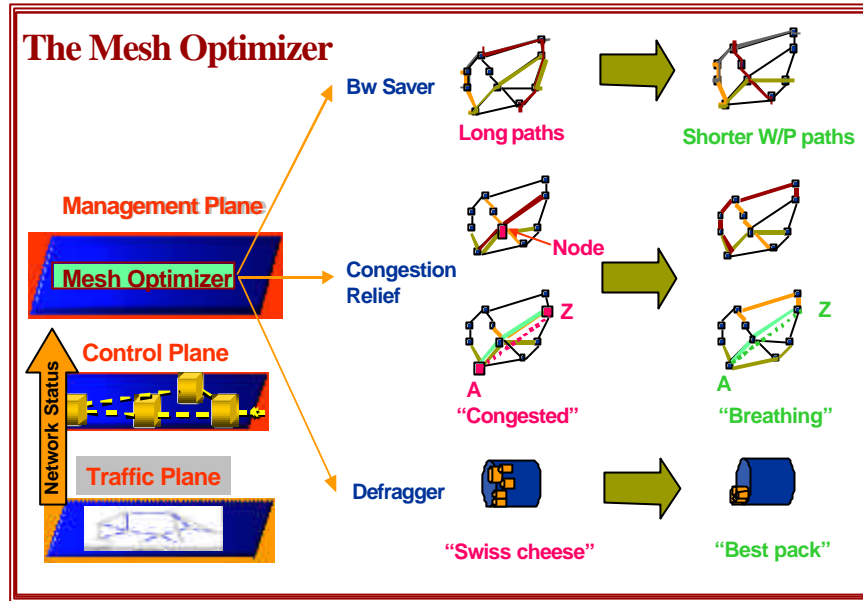 The Mesh Optimizer
Bw Saver
Long paths
Shorter W/P paths
Management Plane
Mesh Optimizer
Node
Congestion
Relief
Control Plane
Z
Z
A
A
"Congested"
"Breathing"
Network Status
Traffic Plane
Defragger
"Swiss cheese"
"Best pack"